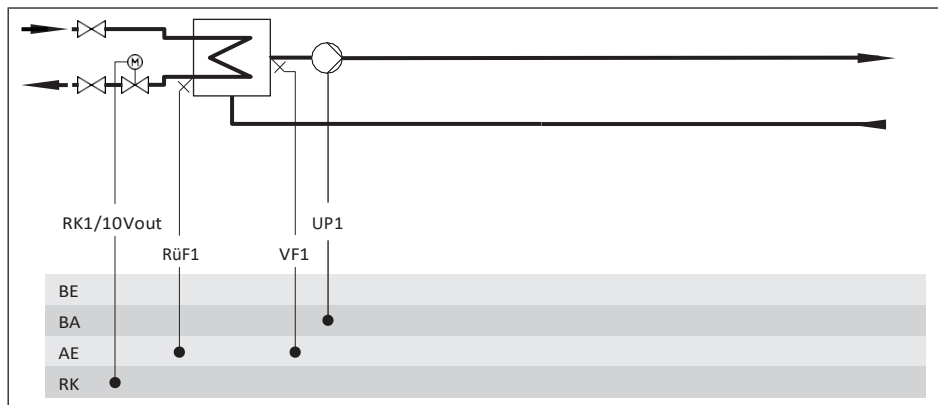 M
RK1/10Vout
UP1
RüF1
VF1
BE
BA
AE
RK